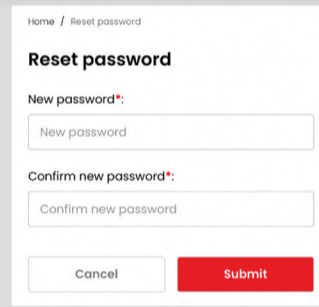 Home / Reset password
Reset password
New password*:
New password
Confirm new password*:
Confirm new password
Cancel Submit